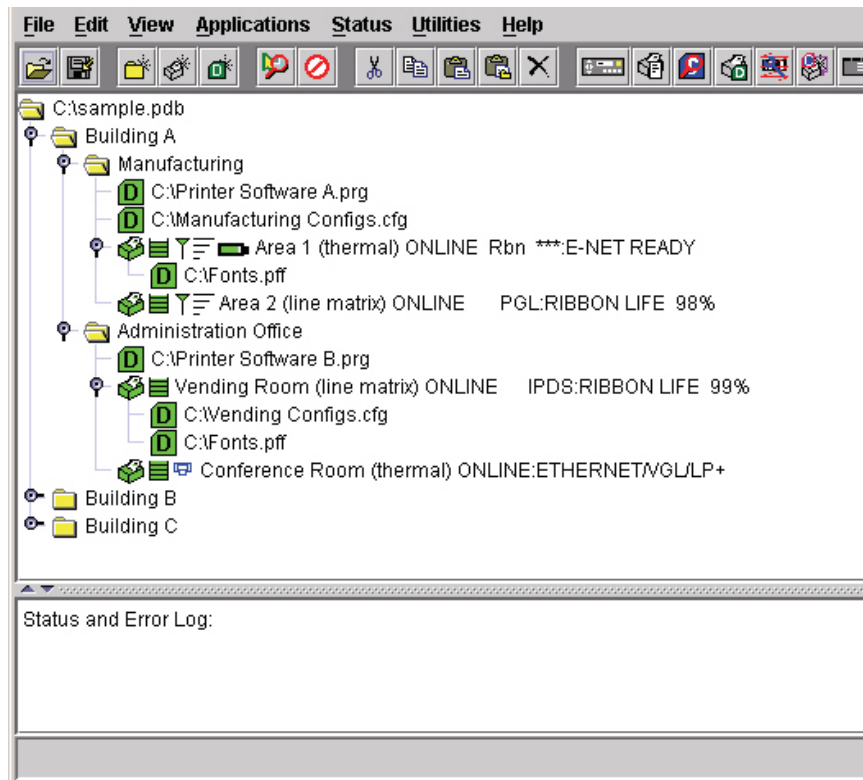 File Edit View Applications Status Utilities Help
C:\sample.pdb
Building A
Manufacturing
D C:\Printer Software A.prg
D C:\Manufacturing Configs.cfg
Area 1 (thermal) ONLINE Rbn ***:E-NET READY
D C:\Fonts.pff
Area 2 (line matrix) ONLINE PGL:RIBBON LIFE 98%
Administration Office
D C:\Printer Software B.prg
Vending Room (line matrix) ONLINE IPDS:RIBBON LIFE 99%
D C:\Vending Configs.cfg
D C:\Fonts.pff
Conference Room (thermal) ONLINE:ETHERNET/VGL/LP+
Building B
Building C
Status and Error Log: